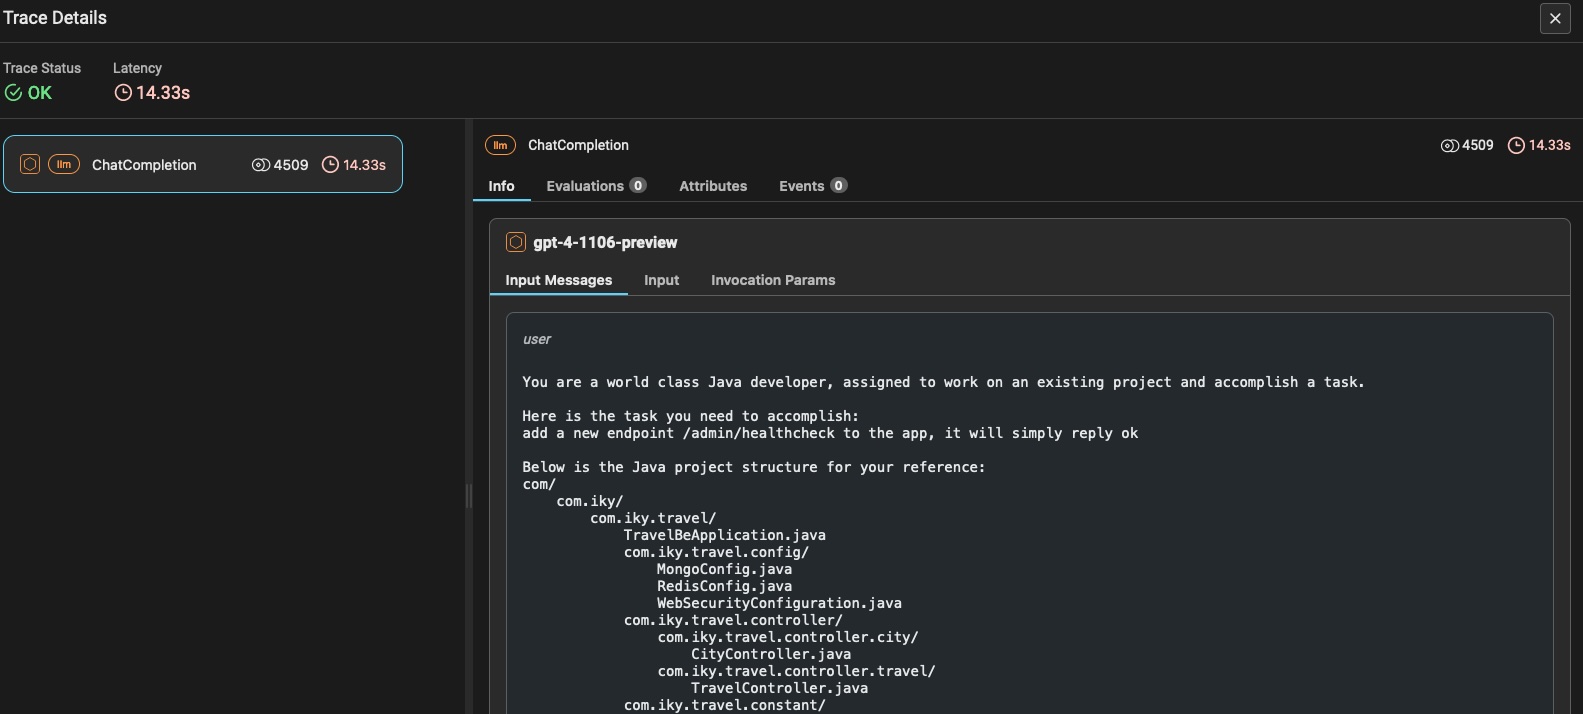 Trace Details
Trace Status
Latency
OK
14.33s
llm ChatCompletion 4509 14.33s
llm ChatCompletion 4509 14.33s
Info Evaluations 0 Attributes Events 0
gpt-4-1106-preview
Input Messages Input Invocation Params
user
You are a world class Java developer, assigned to work on an existing project and accomplish a task.
Here is the task you need to accomplish:
add a new endpoint /admin/healthcheck to the app, it will simply reply ok
Below is the Java project structure for your reference:
com/
com.iky/
com.iky.travel/
TravelBeApplication.java
com.iky.travel.config/
MongoConfig.java
RedisConfig.java
WebSecurityConfiguration.java
com.iky.travel.controller/
com.iky.travel.controller.city/
CityController.java
com.iky.travel.controller.travel/
TravelController.java
com.iky.travel.constant/